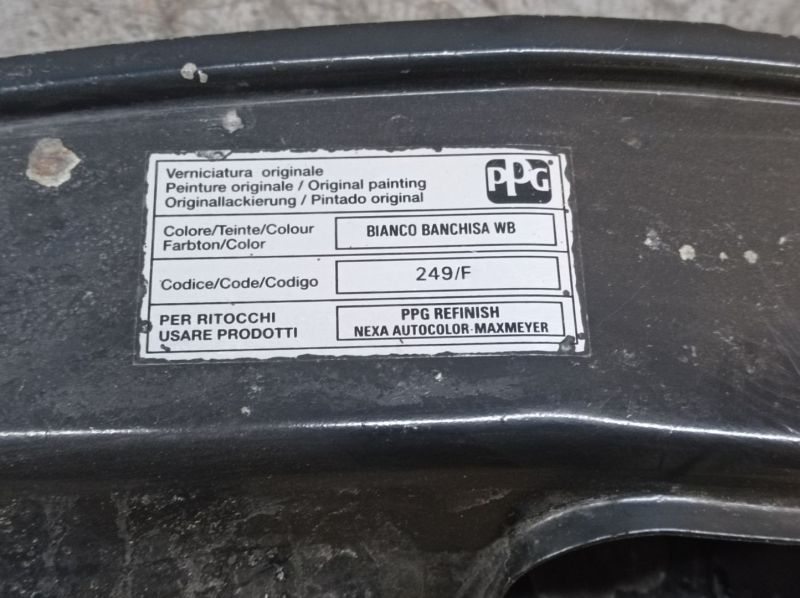 Verniciatura originale
Peinture originale / Original painting
Originallackierung / Pintado original
PPG
Colore/Teinte/Colour
Farbton/Color
BIANCO BANCHISA WB
Codice/Code/Codigo
249/F
PER RITOCCHI
USARE PRODOTTI
PPG REFINISH
NEXA AUTOCOLOR-MAXMEYER